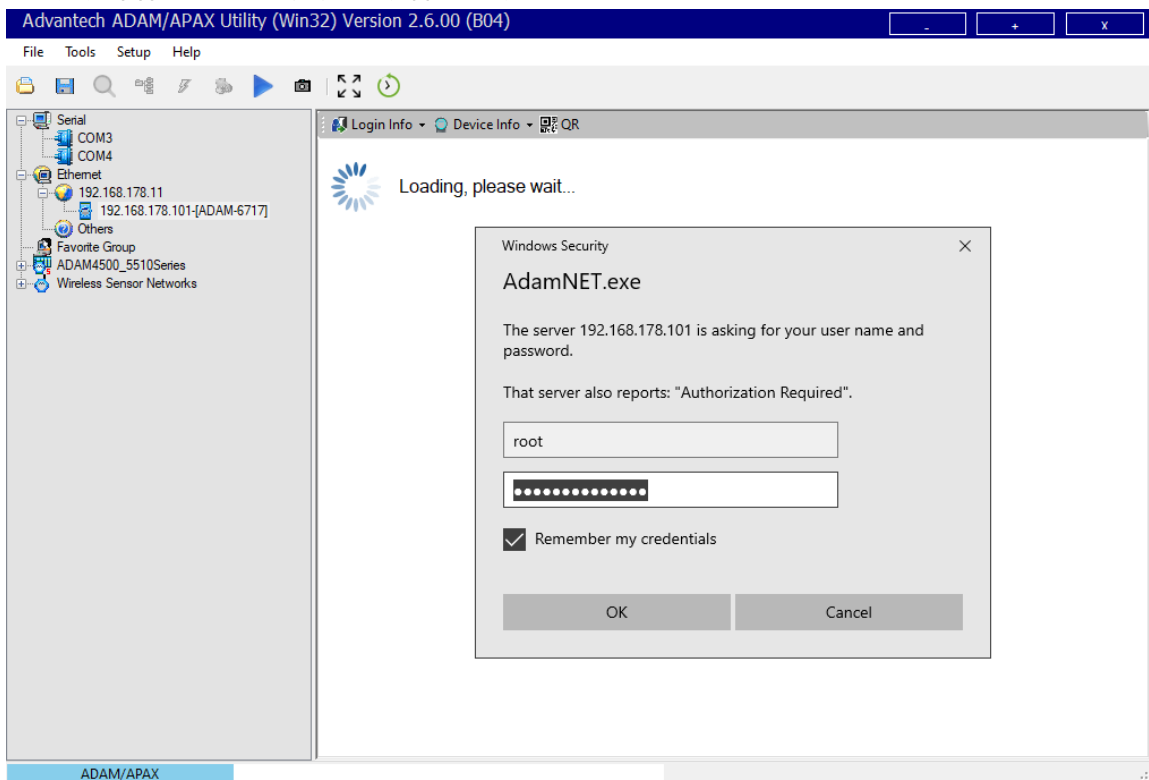 Advantech ADAM/APAX Utility (Win32) Version 2.6.00 (B04)
- + x
File Tools Setup Help
Serial
COM3
COM4
Ethernet
192.168.178.11
192.168.178.101-[ADAM-6717]
Others
Favorite Group
ADAM4500_5510Series
Wireless Sensor Networks
Login Info Device Info QR
Loading, please wait...
Windows Security
AdamNET.exe
The server 192.168.178.101 is asking for your user name and
password.
That server also reports: "Authorization Required".
root
••••••••••••••
Remember my credentials
OK Cancel
ADAM/APAX